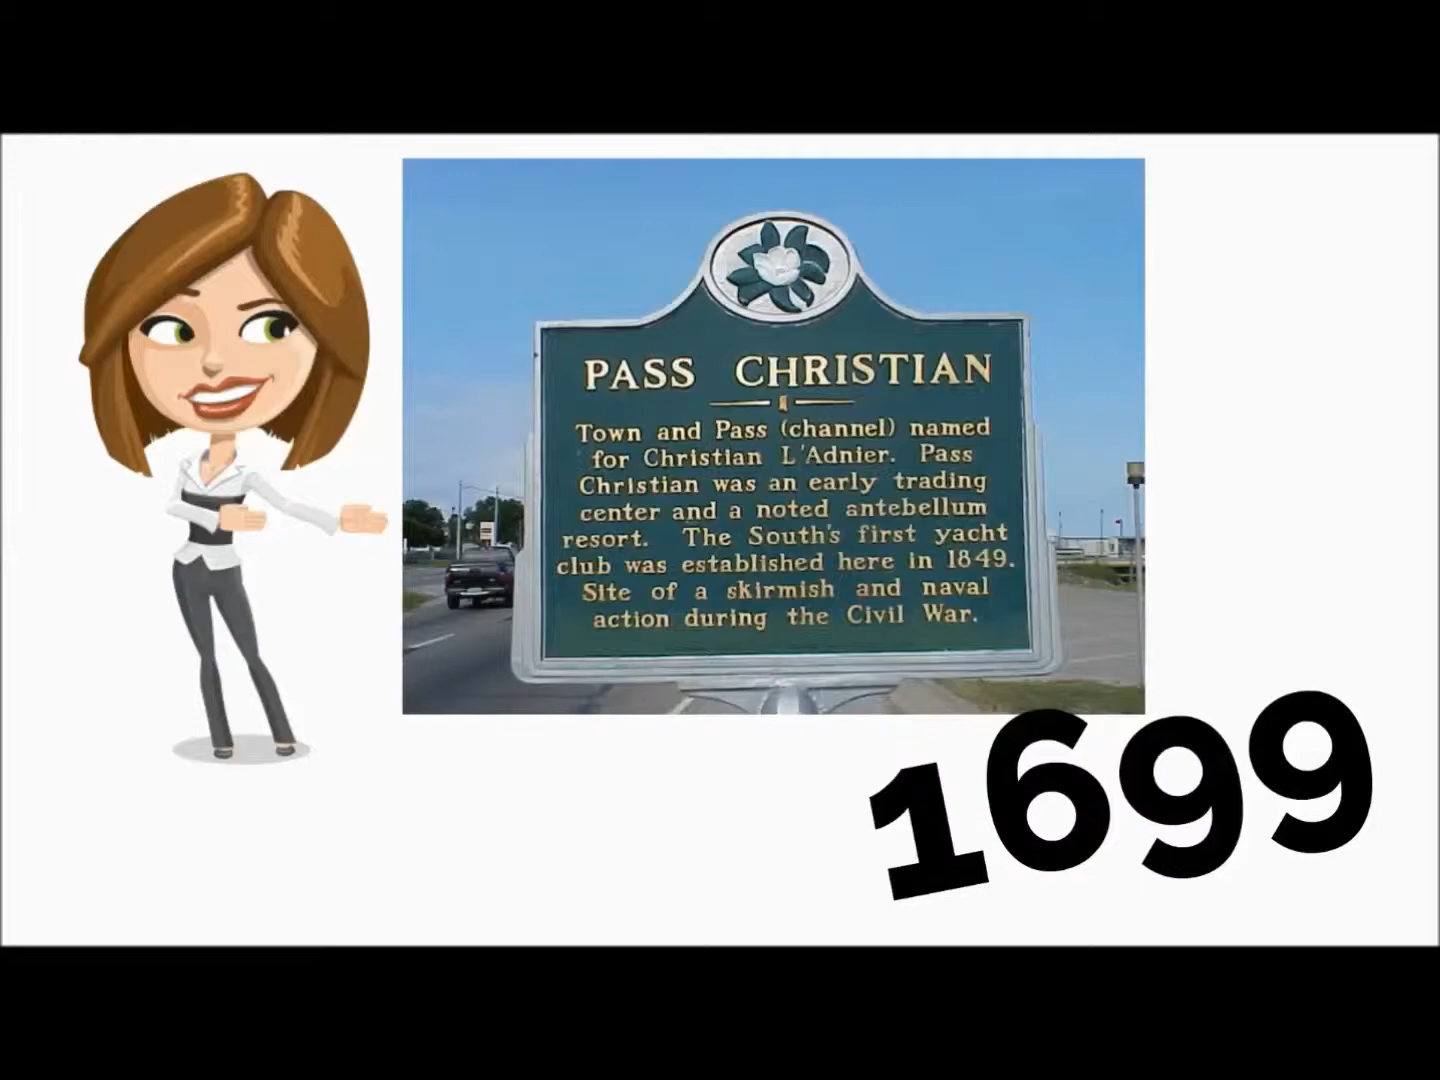 PASS CHRISTIAN
Town and Pass (channel) named
for Christian L'Adnier. Pass
Christian was an early trading
center and a noted antebellum
resort. The South's first yacht
club was established here in 1849.
Site of a skirmish and naval
action during the Civil War.
1699